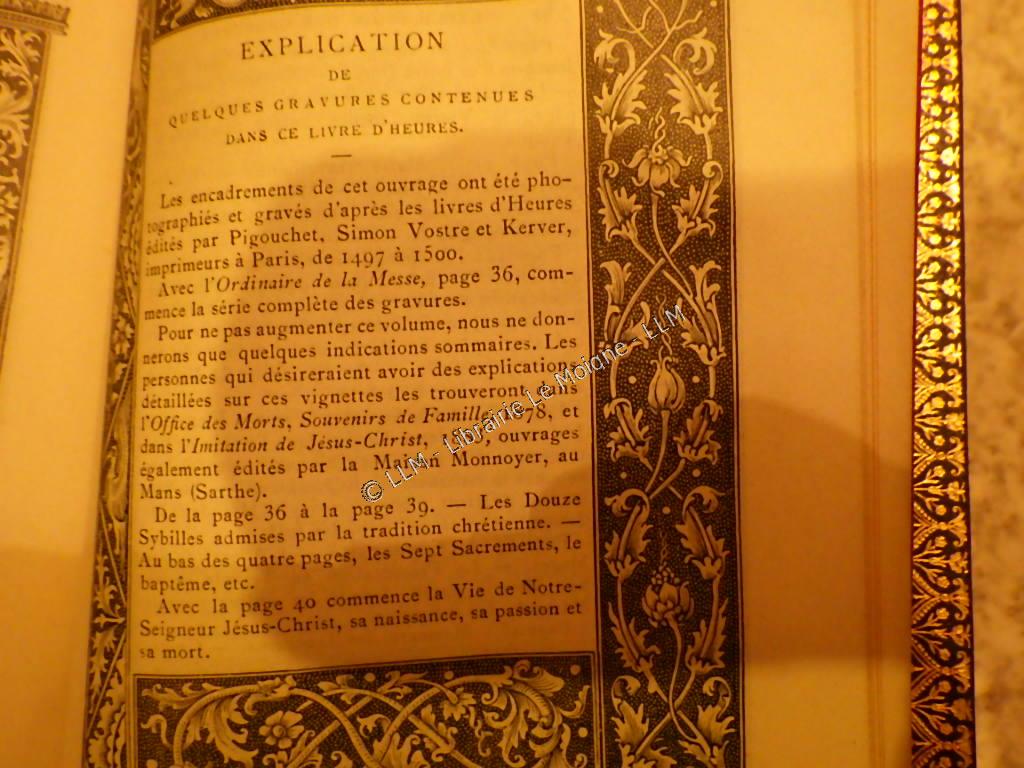 EXPLICATION
DE
QUELQUES GRAVURES CONTENUES
DANS CE LIVRE D'HEURES.
Les encadrements de cet ouvrage ont été pho-
tographiés et gravés d'après les livres d'Heures
édités par Pigouchet, Simon Vostre et Kerver,
imprimeurs à Paris, de 1497 à 1500.
Avec l'Ordinaire de la Messe, page 36, com-
mence la série complète des gravures.
Pour ne pas augmenter ce volume, nous ne don-
nerons que quelques indications sommaires. Les
personnes qui désireraient avoir des explications
détaillées sur ces vignettes les trouveront dans
l'Office des Morts, Souvenirs de Famille, et
dans l'Imitation de Jésus-Christ, ouvrages
également édités par la Maison Monnoyer, au
Mans (Sarthe).
De la page 36 à la page 39. — Les Douze
Sybilles admises par la tradition chrétienne. —
Au bas des quatre pages, les Sept Sacrements, le
baptême, etc.
Avec la page 40 commence la Vie de Notre-
Seigneur Jésus-Christ, sa naissance, sa passion et
sa mort.
© LLM - Librairie Le Moigne - LLM